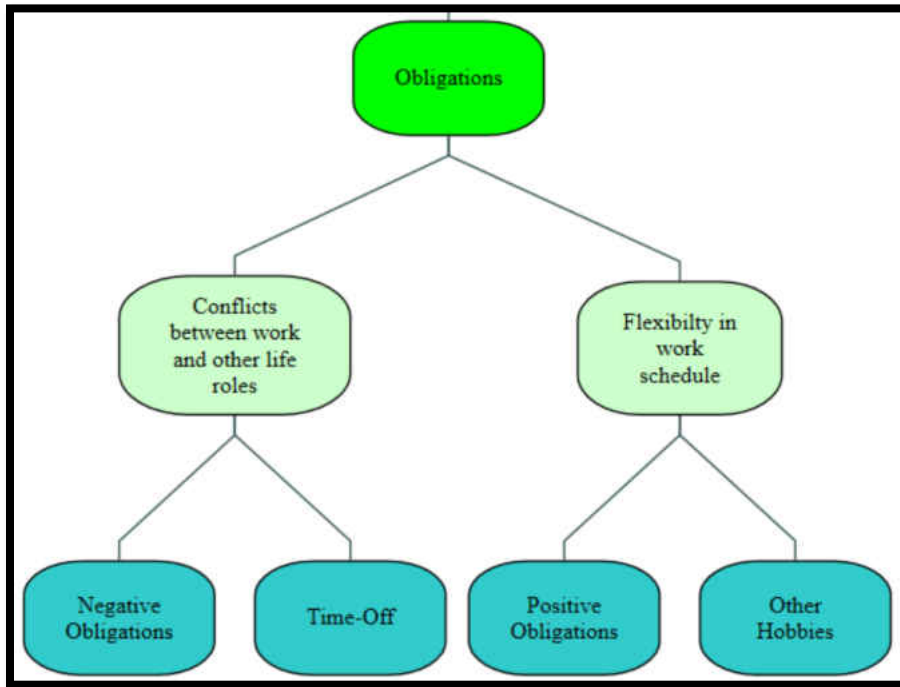 Obligations
Conflicts
between work
and other life
roles
Flexibilty in
work
schedule
Negative
Obligations
Time-Off
Positive
Obligations
Other
Hobbies